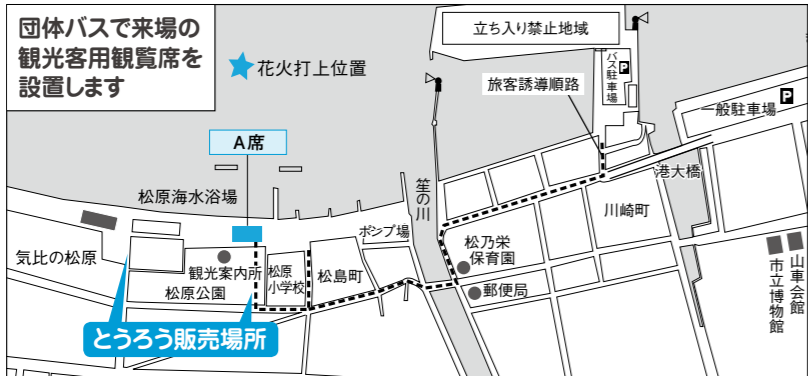 団体バスで来場の
観光客用観覧席を
設置します
花火打上位置
立ち入り禁止地域
バス駐車場
P
旅客誘導順路
P
一般駐車場
A席
松原海水浴場
笙の川
港大橋
ポンプ場
川崎町
気比の松原
観光案内所
松原
小学校
松島町
松乃栄
保育園
松原公園
郵便局
山車会館
市立博物館
とうろう販売場所